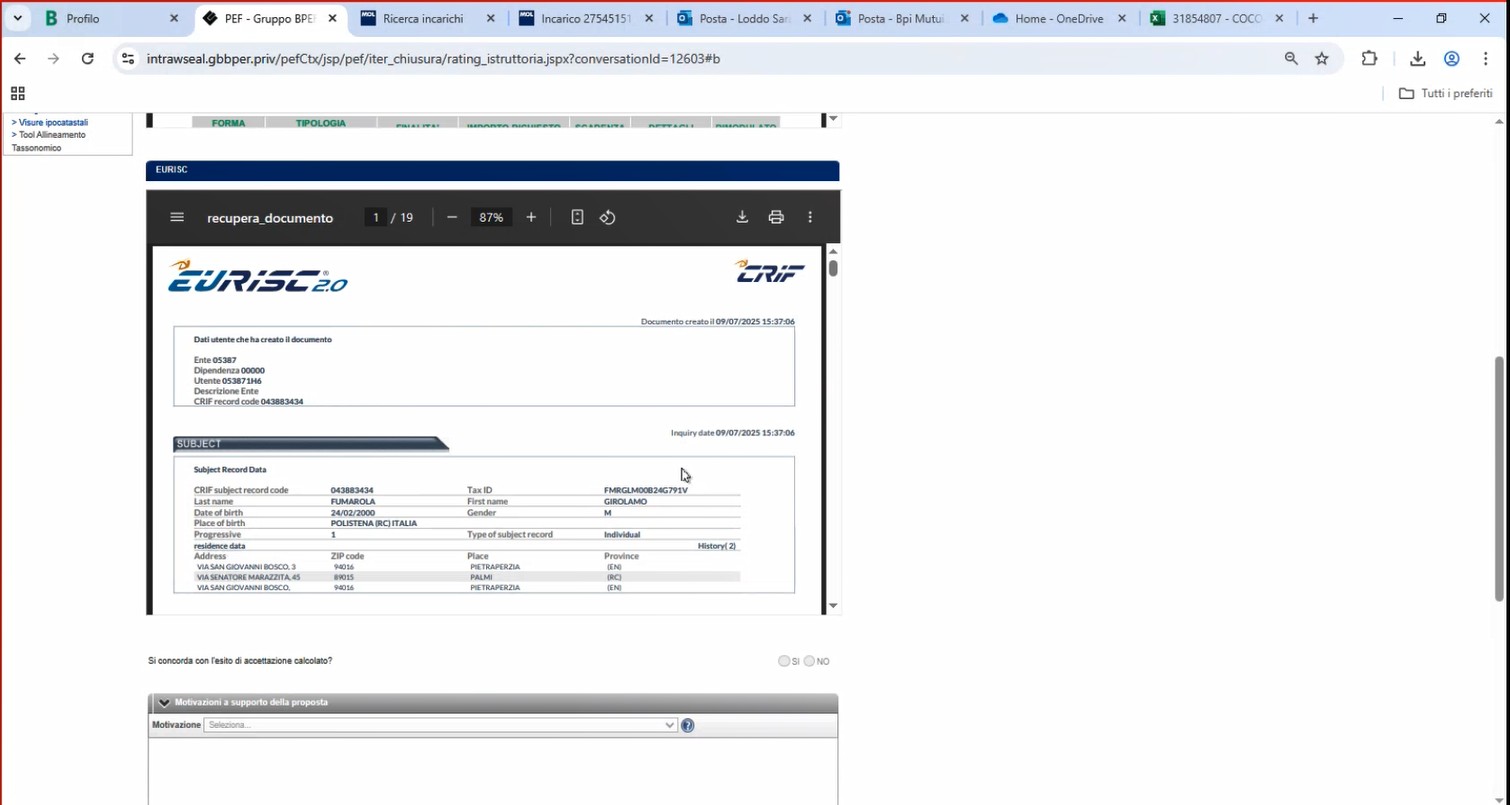 Profilo
PEF - Gruppo BPE
Ricerca incarichi
Incarico 27545151
Posta - Loddo Sar
Posta - Bpi Mutui
Home - OneDrive
31854807 - COCO
intrawseal.gbbper.priv/pefCtx/jsp/pef/iter_chiusura/rating_istruttoria.jspx?conversationId=12603#b
Tutti i preferiti
> Visure ipocatastali
> Tool Allineamento
Tassonomico
FORMA TIPOLOGIA FINALITA' IMPORTO RICHIESTO SCADENZA DETTAGLI RIMODULATO
EURISC
recupera_documento 1 / 19 87%
EURISC® 2.0 CRIF
Documento creato il 09/07/2025 15:37:06
Dati utente che ha creato il documento
Ente 05387
Dipendenza 00000
Utente 053871H6
Descrizione Ente
CRIF record code 043883434
Inquiry date 09/07/2025 15:37:06
SUBJECT
Subject Record Data
CRIF subject record code 043883434 Tax ID FMRGLM00B24G791V
Last name FUMAROLA First name GIROLAMO
Date of birth 24/02/2000 Gender M
Place of birth POLISTENA (RC) ITALIA
Progressive 1 Type of subject record Individual
residence data History( 2)
Address ZIP code Place Province
VIA SAN GIOVANNI BOSCO, 3 94016 PIETRAPERZIA (EN)
VIA SENATORE MARAZZITA, 45 89015 PALMI (RC)
VIA SAN GIOVANNI BOSCO, 94016 PIETRAPERZIA (EN)
Si concorda con l'esito di accettazione calcolato? SI NO
Motivazioni a supporto della proposta
Motivazione Seleziona...